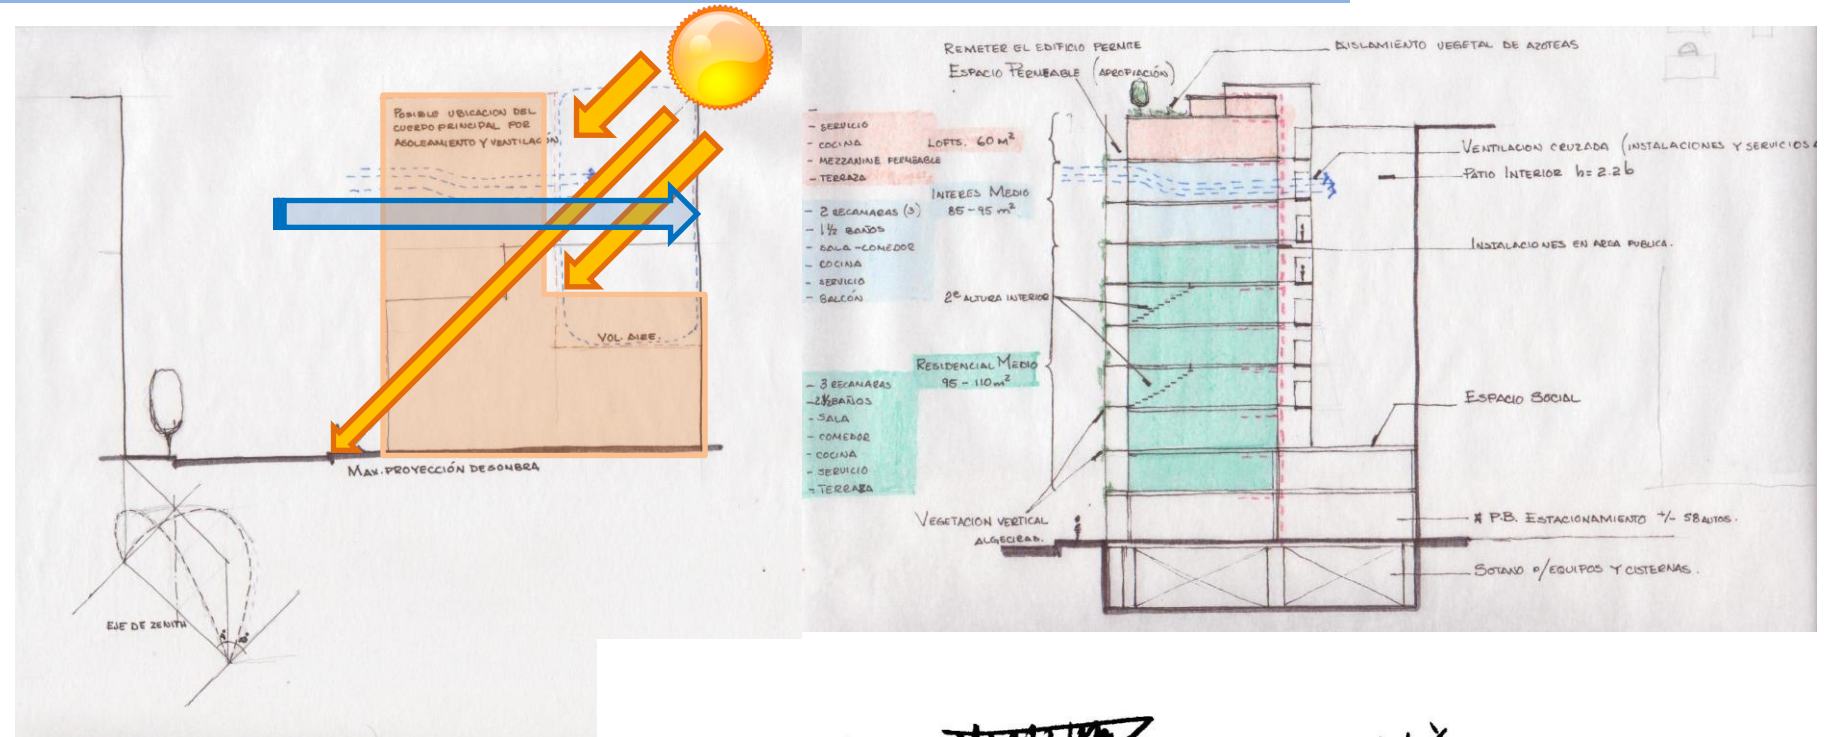 POSIBLE UBICACION DEL
CUERPO PRINCIPAL POR
ASOLEAMIENTO Y VENTILACIÓN
VOL. AIRE.
MAX. PROYECCIÓN DE SOMBRA
EJE DE ZENITH
REMETER EL EDIFICIO PERMITE
ESPACIO PERMEABLE (APROPIACIÓN)
AISLAMIENTO VEGETAL DE AZOTEAS
- SERVICIO
- COCINA
- MEZZANINE PERMEABLE
- TERRAZA
LOFTS. 60 m²
INTERES MEDIO
85-95 m²
- 2 RECAMARAS (3)
- 1½ BAÑOS
- SALA-COMEDOR
- COCINA
- SERVICIO
- BALCÓN
2ᵉ ALTURA INTERIOR
RESIDENCIAL MEDIO
95-110 m²
- 3 RECAMARAS
- 2½ BAÑOS
- SALA
- COMEDOR
- COCINA
- SERVICIO
- TERRAZA
VEGETACION VERTICAL
VENTILACION CRUZADA (INSTALACIONES Y SERVICIOS
PATIO INTERIOR h=2.2b
INSTALACIONES EN AREA PUBLICA.
ESPACIO SOCIAL
P.B. ESTACIONAMIENTO +/- 58 AUTOS.
SOTANO P/EQUIPOS Y CISTERNAS.